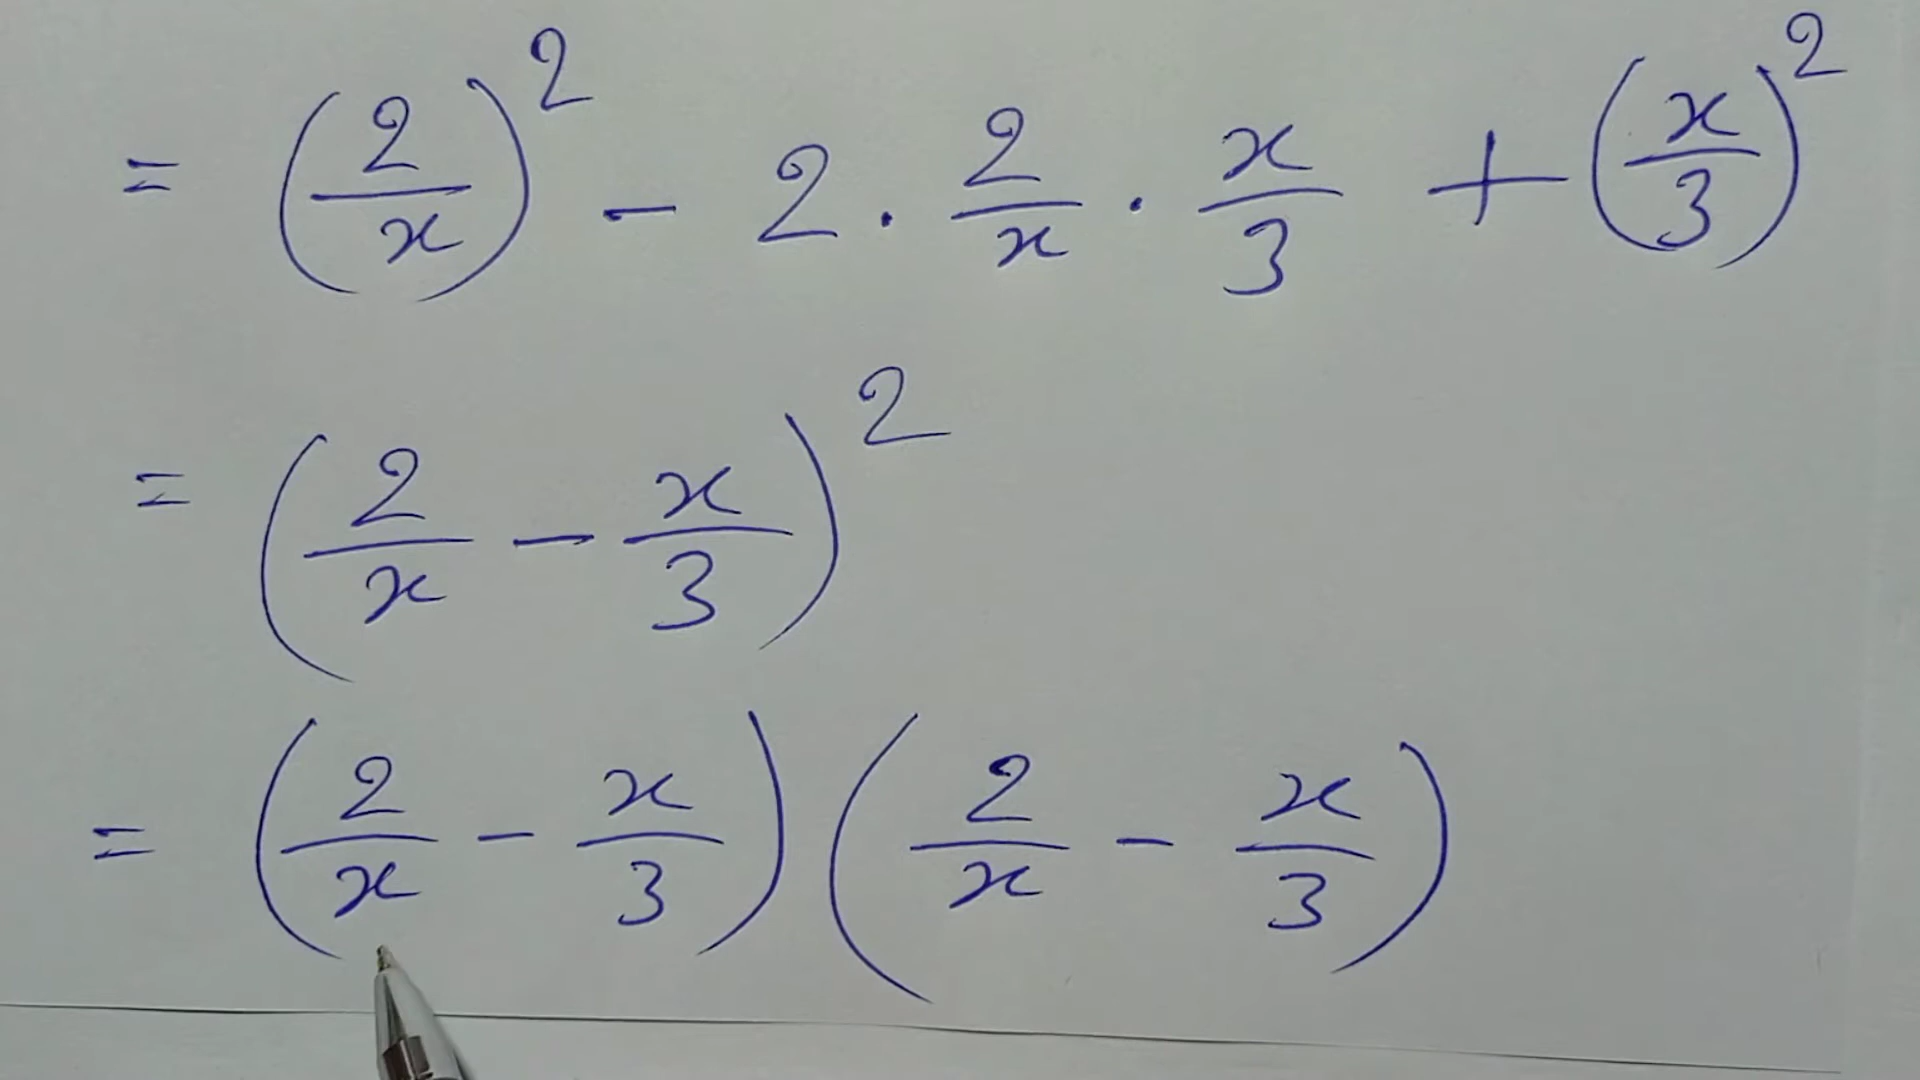 = (2/x)² - 2 · 2/x · x/3 + (x/3)²
= (2/x - x/3)²
= (2/x - x/3)(2/x - x/3)